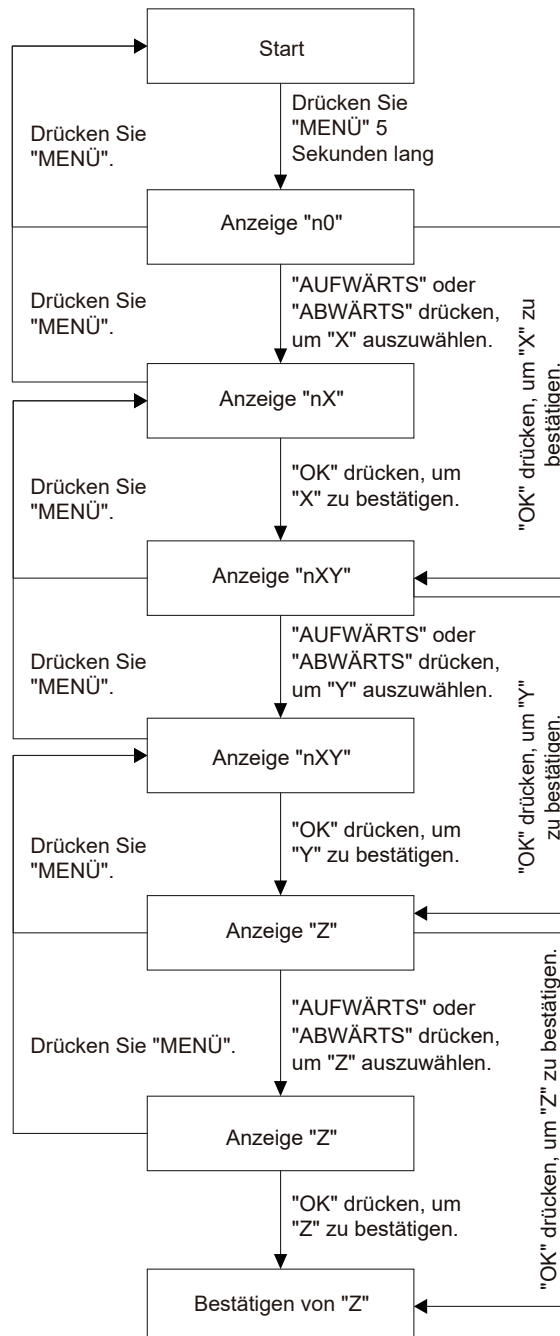 Start
Drücken Sie
"MENÜ" 5
Sekunden lang
Drücken Sie
"MENÜ".
Anzeige "n0"
"AUFWÄRTS" oder
"ABWÄRTS" drücken,
um "X" auszuwählen.
Drücken Sie
"MENÜ".
"OK" drücken, um "X" zu
bestätigen.
Anzeige "nX"
"OK" drücken, um
"X" zu bestätigen.
Drücken Sie
"MENÜ".
Anzeige "nXY"
"AUFWÄRTS" oder
"ABWÄRTS" drücken,
um "Y" auszuwählen.
Drücken Sie
"MENÜ".
"OK" drücken, um "Y"
zu bestätigen.
Anzeige "nXY"
"OK" drücken, um
"Y" zu bestätigen.
Drücken Sie
"MENÜ".
Anzeige "Z"
"AUFWÄRTS" oder
"ABWÄRTS" drücken,
um "Z" auszuwählen.
Drücken Sie "MENÜ".
"OK" drücken, um "Z" zu bestätigen.
Anzeige "Z"
"OK" drücken, um
"Z" zu bestätigen.
Bestätigen von "Z"